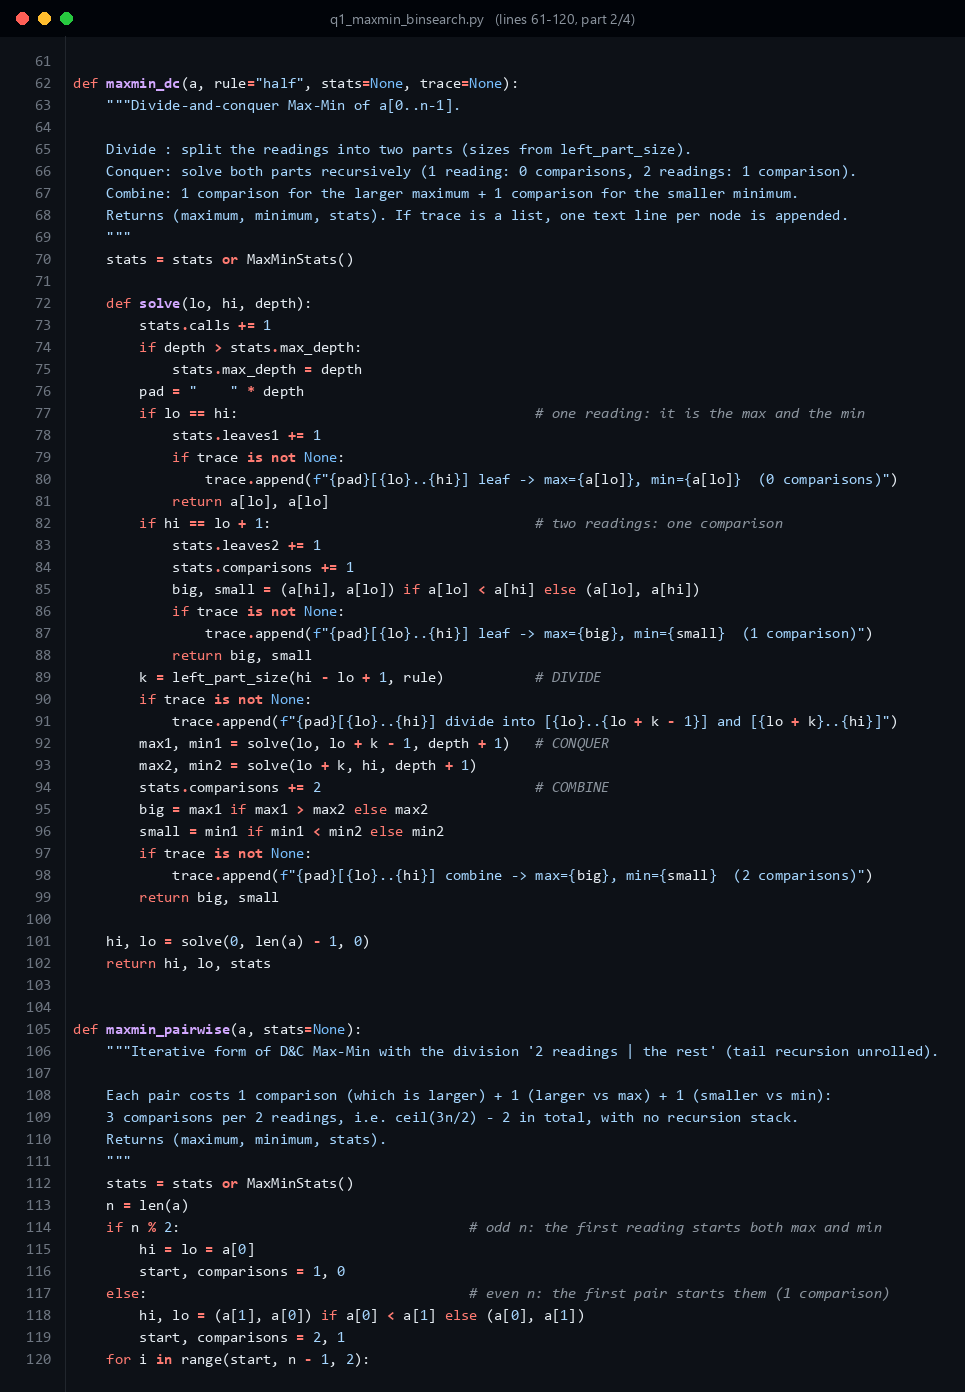 q1_maxmin_binsearch.py   (lines 61-120, part 2/4)
61
62 def maxmin_dc(a, rule="half", stats=None, trace=None):
63     """Divide-and-conquer Max-Min of a[0..n-1].
64
65     Divide : split the readings into two parts (sizes from left_part_size).
66     Conquer: solve both parts recursively (1 reading: 0 comparisons, 2 readings: 1 comparison).
67     Combine: 1 comparison for the larger maximum + 1 comparison for the smaller minimum.
68     Returns (maximum, minimum, stats). If trace is a list, one text line per node is appended.
69     """
70     stats = stats or MaxMinStats()
71
72     def solve(lo, hi, depth):
73         stats.calls += 1
74         if depth > stats.max_depth:
75             stats.max_depth = depth
76         pad = "    " * depth
77         if lo == hi:                                    # one reading: it is the max and the min
78             stats.leaves1 += 1
79             if trace is not None:
80                 trace.append(f"{pad}[{lo}..{hi}] leaf -> max={a[lo]}, min={a[lo]}  (0 comparisons)")
81             return a[lo], a[lo]
82         if hi == lo + 1:                                # two readings: one comparison
83             stats.leaves2 += 1
84             stats.comparisons += 1
85             big, small = (a[hi], a[lo]) if a[lo] < a[hi] else (a[lo], a[hi])
86             if trace is not None:
87                 trace.append(f"{pad}[{lo}..{hi}] leaf -> max={big}, min={small}  (1 comparison)")
88             return big, small
89         k = left_part_size(hi - lo + 1, rule)           # DIVIDE
90         if trace is not None:
91             trace.append(f"{pad}[{lo}..{hi}] divide into [{lo}..{lo + k - 1}] and [{lo + k}..{hi}]")
92         max1, min1 = solve(lo, lo + k - 1, depth + 1)   # CONQUER
93         max2, min2 = solve(lo + k, hi, depth + 1)
94         stats.comparisons += 2                          # COMBINE
95         big = max1 if max1 > max2 else max2
96         small = min1 if min1 < min2 else min2
97         if trace is not None:
98             trace.append(f"{pad}[{lo}..{hi}] combine -> max={big}, min={small}  (2 comparisons)")
99         return big, small
100
101     hi, lo = solve(0, len(a) - 1, 0)
102     return hi, lo, stats
103
104
105 def maxmin_pairwise(a, stats=None):
106     """Iterative form of D&C Max-Min with the division '2 readings | the rest' (tail recursion unrolled).
107
108     Each pair costs 1 comparison (which is larger) + 1 (larger vs max) + 1 (smaller vs min):
109     3 comparisons per 2 readings, i.e. ceil(3n/2) - 2 in total, with no recursion stack.
110     Returns (maximum, minimum, stats).
111     """
112     stats = stats or MaxMinStats()
113     n = len(a)
114     if n % 2:                                   # odd n: the first reading starts both max and min
115         hi = lo = a[0]
116         start, comparisons = 1, 0
117     else:                                       # even n: the first pair starts them (1 comparison)
118         hi, lo = (a[1], a[0]) if a[0] < a[1] else (a[0], a[1])
119         start, comparisons = 2, 1
120     for i in range(start, n - 1, 2):